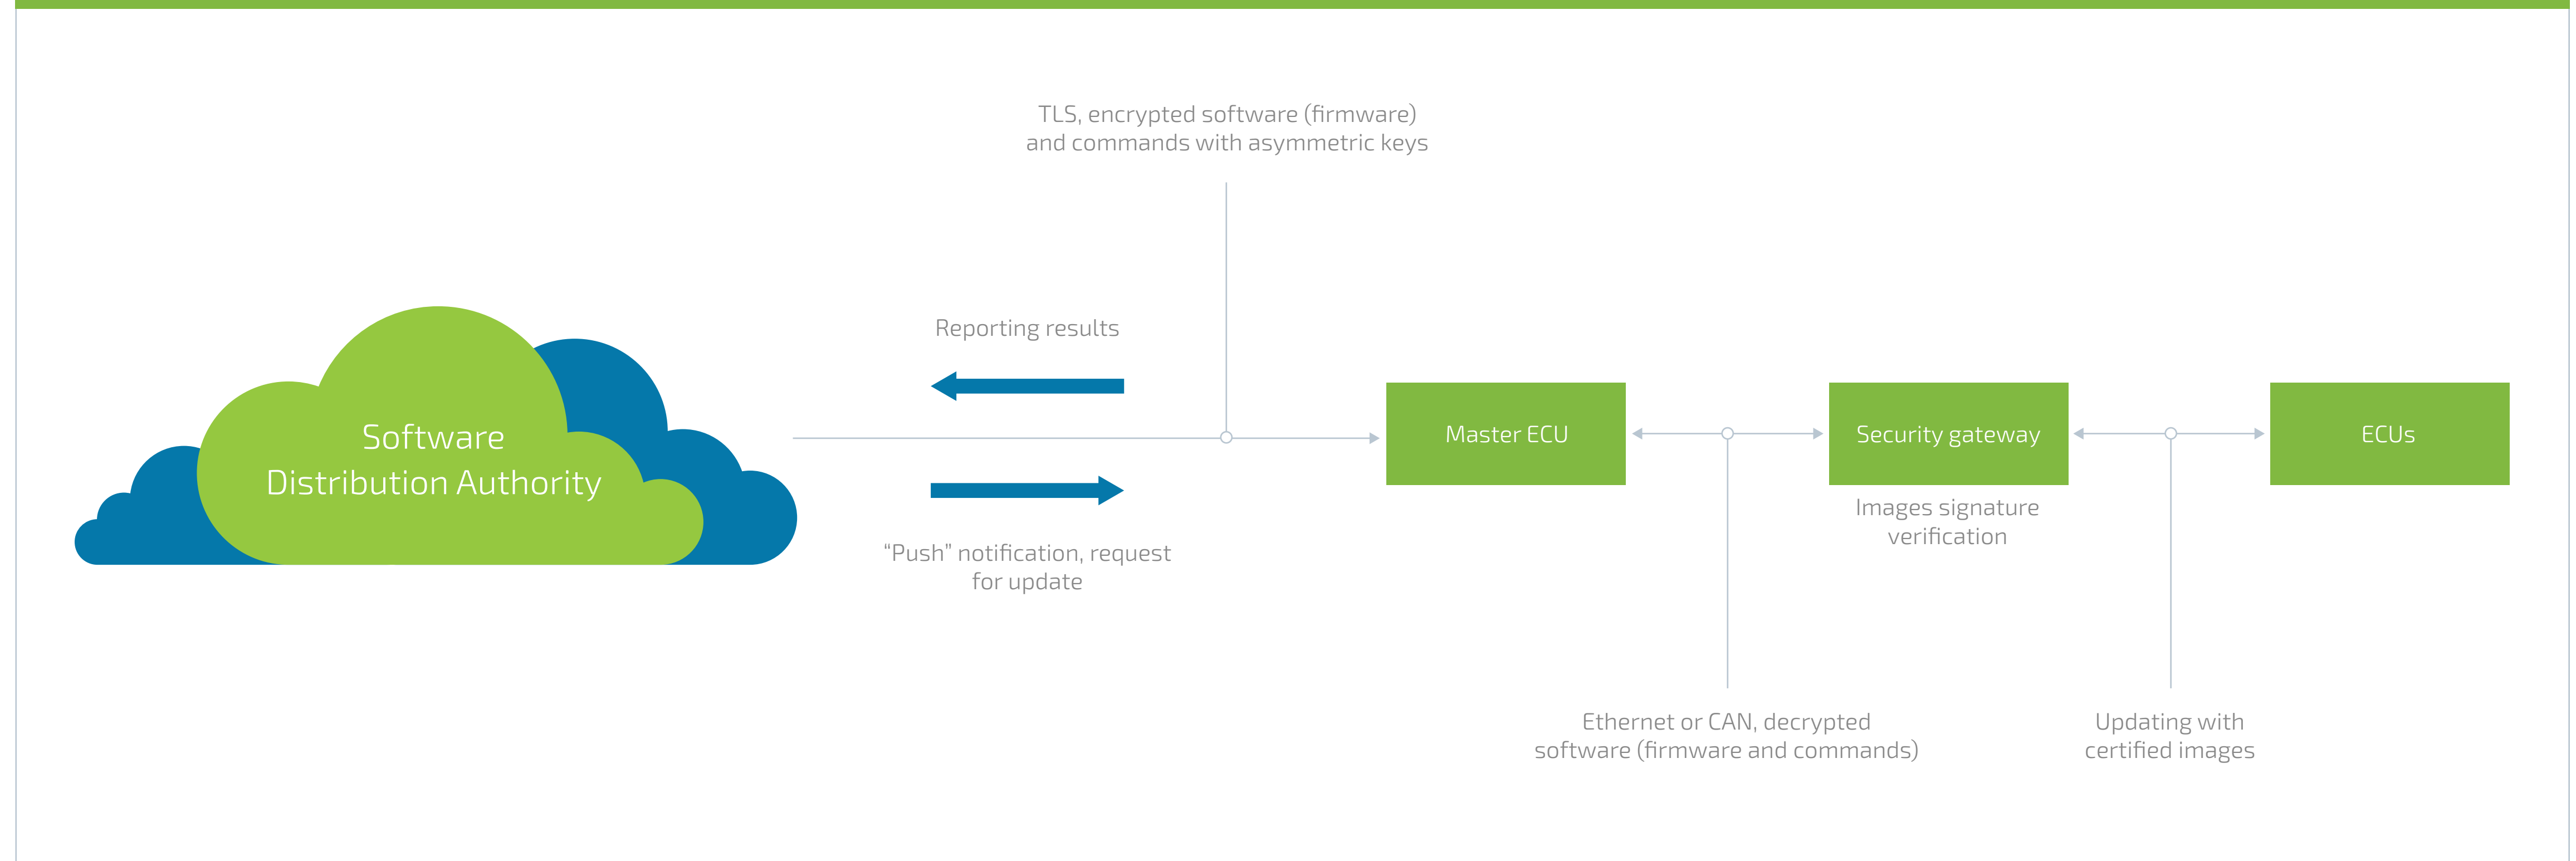 TLS, encrypted software (firmware)
and commands with asymmetric keys
Reporting results
Software
Distribution Authority
“Push” notification, request
for update
Master ECU
Security gateway
ECUs
Images signature
verification
Ethernet or CAN, decrypted
software (firmware and commands)
Updating with
certified images